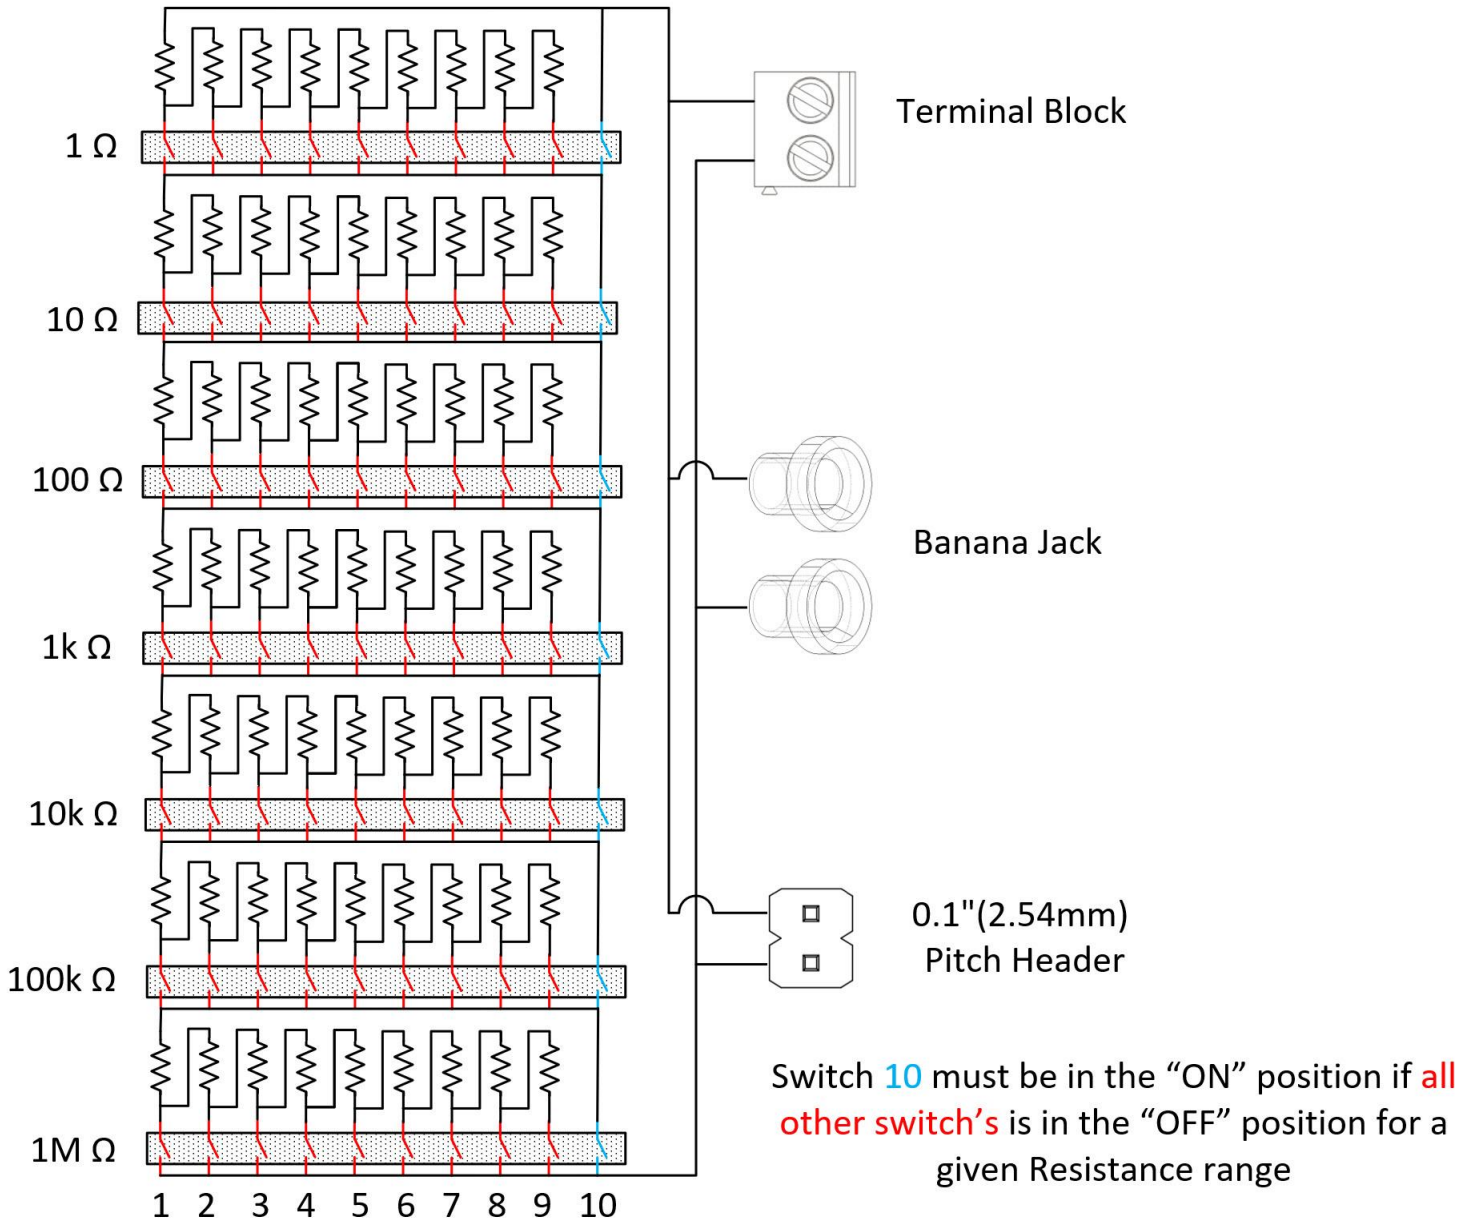 1 Ω
10 Ω
100 Ω
1k Ω
10k Ω
100k Ω
1M Ω
1 2 3 4 5 6 7 8 9 10
Terminal Block
Banana Jack
0.1"(2.54mm)
Pitch Header
Switch 10 must be in the “ON” position if all
other switch’s is in the “OFF” position for a
given Resistance range